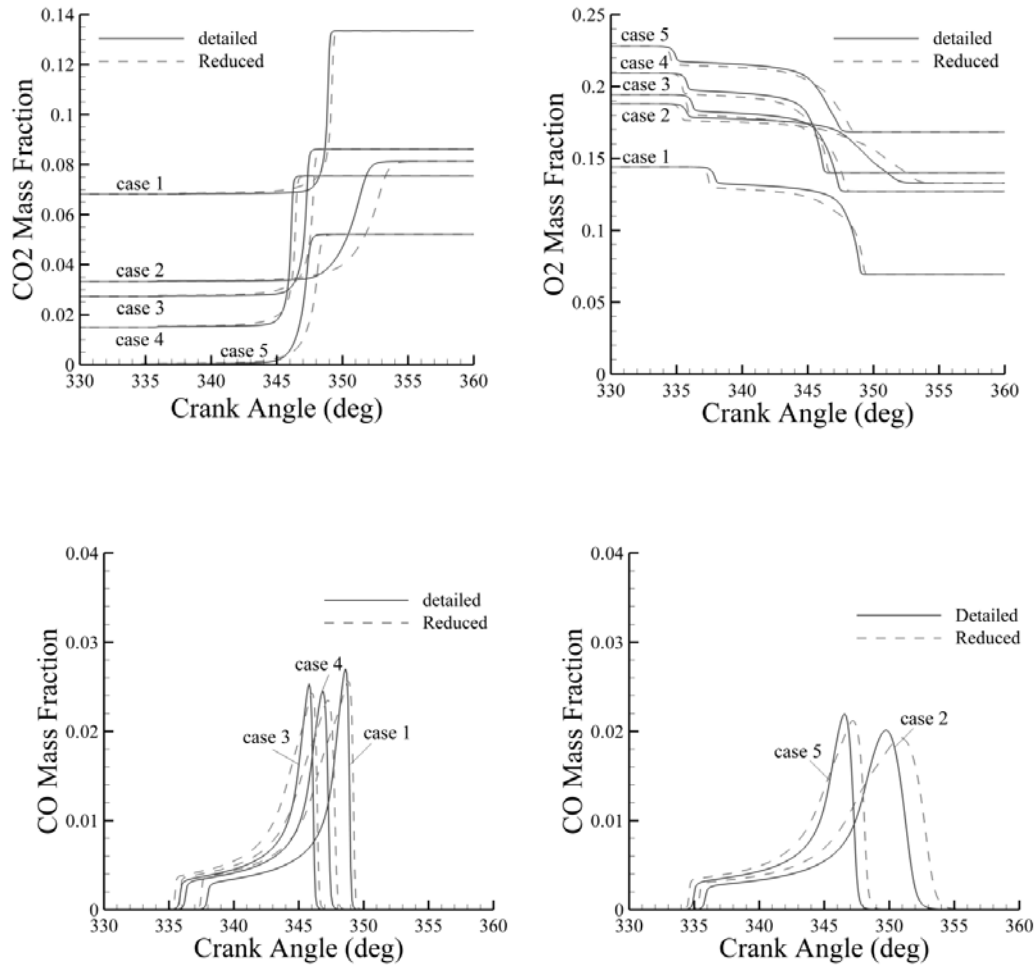 0.14
0.12
0.1
0.08
0.06
0.04
0.02
0
CO2 Mass Fraction
detailed
Reduced
case 1
case 2
case 3
case 4
case 5
330 335 340 345 350 355 360
Crank Angle (deg)
0.25
0.20
0.15
0.10
0.05
0.00
O2 Mass Fraction
detailed
Reduced
case 5
case 4
case 3
case 2
case 1
330 335 340 345 350 355 360
Crank Angle (deg)
0.04
0.03
0.02
0.01
0
CO Mass Fraction
detailed
Reduced
case 4
case 3
case 1
330 335 340 345 350 355 360
Crank Angle (deg)
0.04
0.03
0.02
0.01
0
CO Mass Fraction
Detailed
Reduced
case 2
case 5
330 335 340 345 350 355 360
Crank Angle (deg)